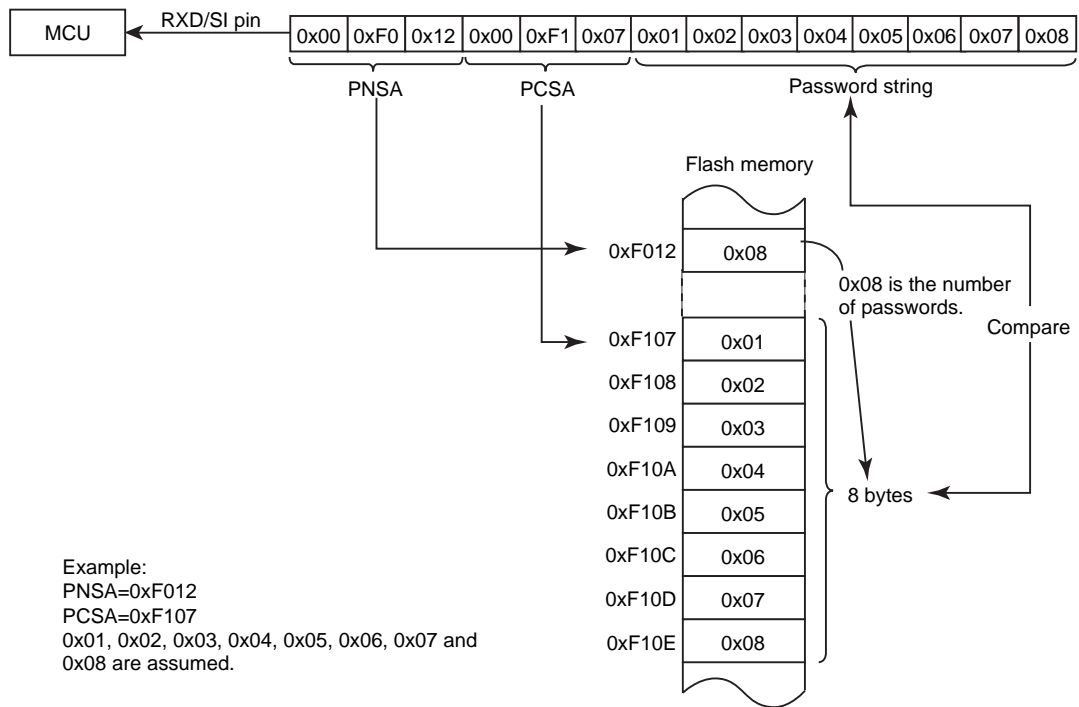 MCU
RXD/SI pin
0x00 0xF0 0x12 0x00 0xF1 0x07 0x01 0x02 0x03 0x04 0x05 0x06 0x07 0x08
PNSA
PCSA
Password string
Flash memory
0xF012 0x08
0x08 is the number
of passwords.
Compare
0xF107 0x01
0xF108 0x02
0xF109 0x03
0xF10A 0x04
8 bytes
0xF10B 0x05
0xF10C 0x06
0xF10D 0x07
0xF10E 0x08
Example:
PNSA=0xF012
PCSA=0xF107
0x01, 0x02, 0x03, 0x04, 0x05, 0x06, 0x07 and
0x08 are assumed.